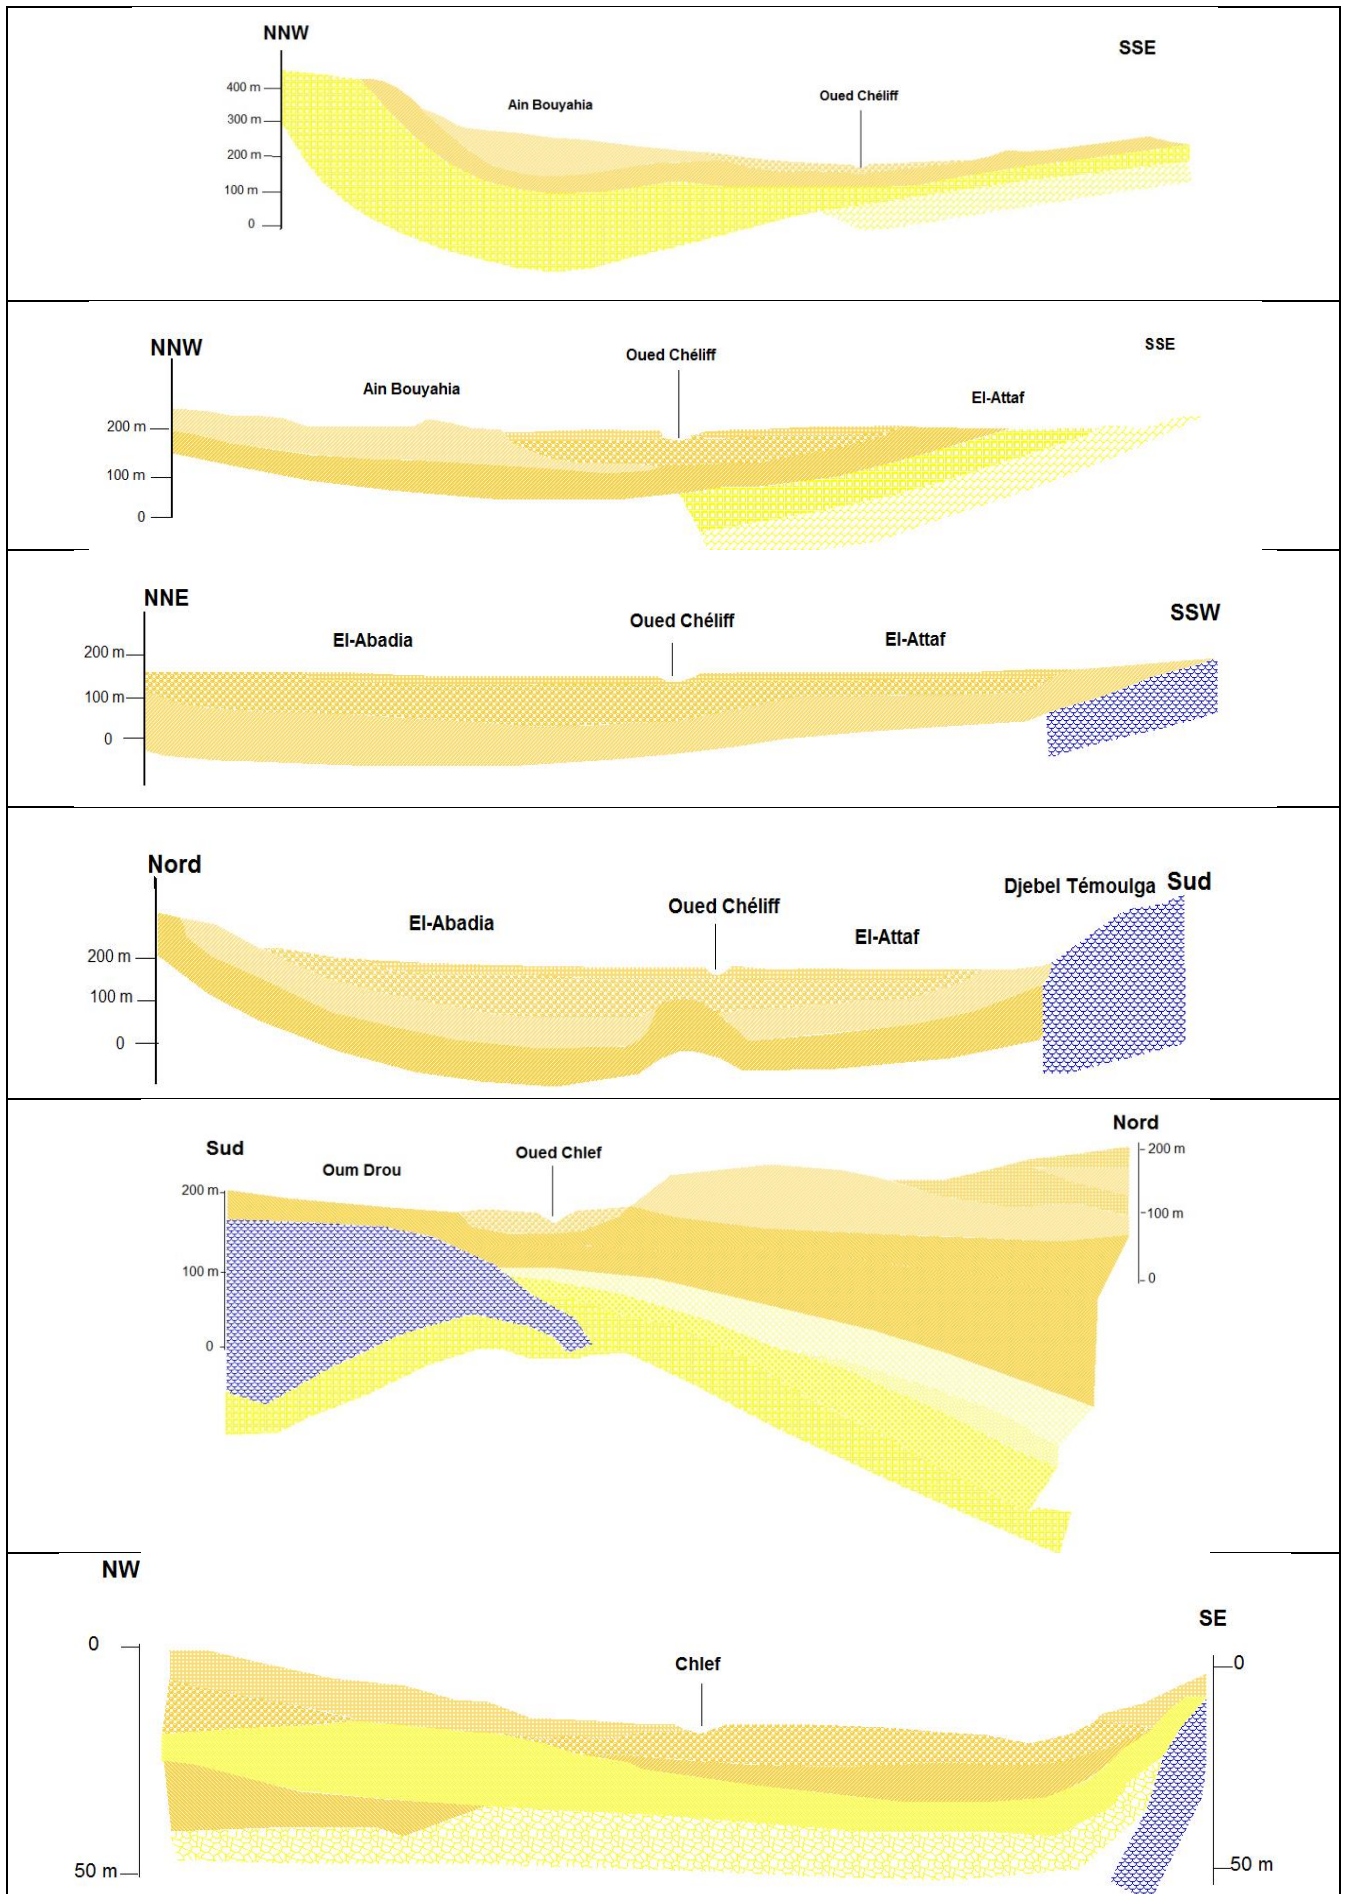 NNW
SSE
400 m
Ain Bouyahia
Oued Chéliff
300 m
200 m
100 m
0
NNW
SSE
Oued Chéliff
Ain Bouyahia
El-Attaf
200 m
100 m
0
NNE
SSW
Oued Chéliff
El-Abadia
El-Attaf
200 m
100 m
0
Nord
Djebel Témoulga Sud
Oued Chéliff
El-Abadia
El-Attaf
200 m
100 m
0
Nord
Sud
Oued Chlef
200 m
Oum Drou
200 m
100 m
100 m
0
0
NW
SE
0
Chlef
0
50 m
50 m